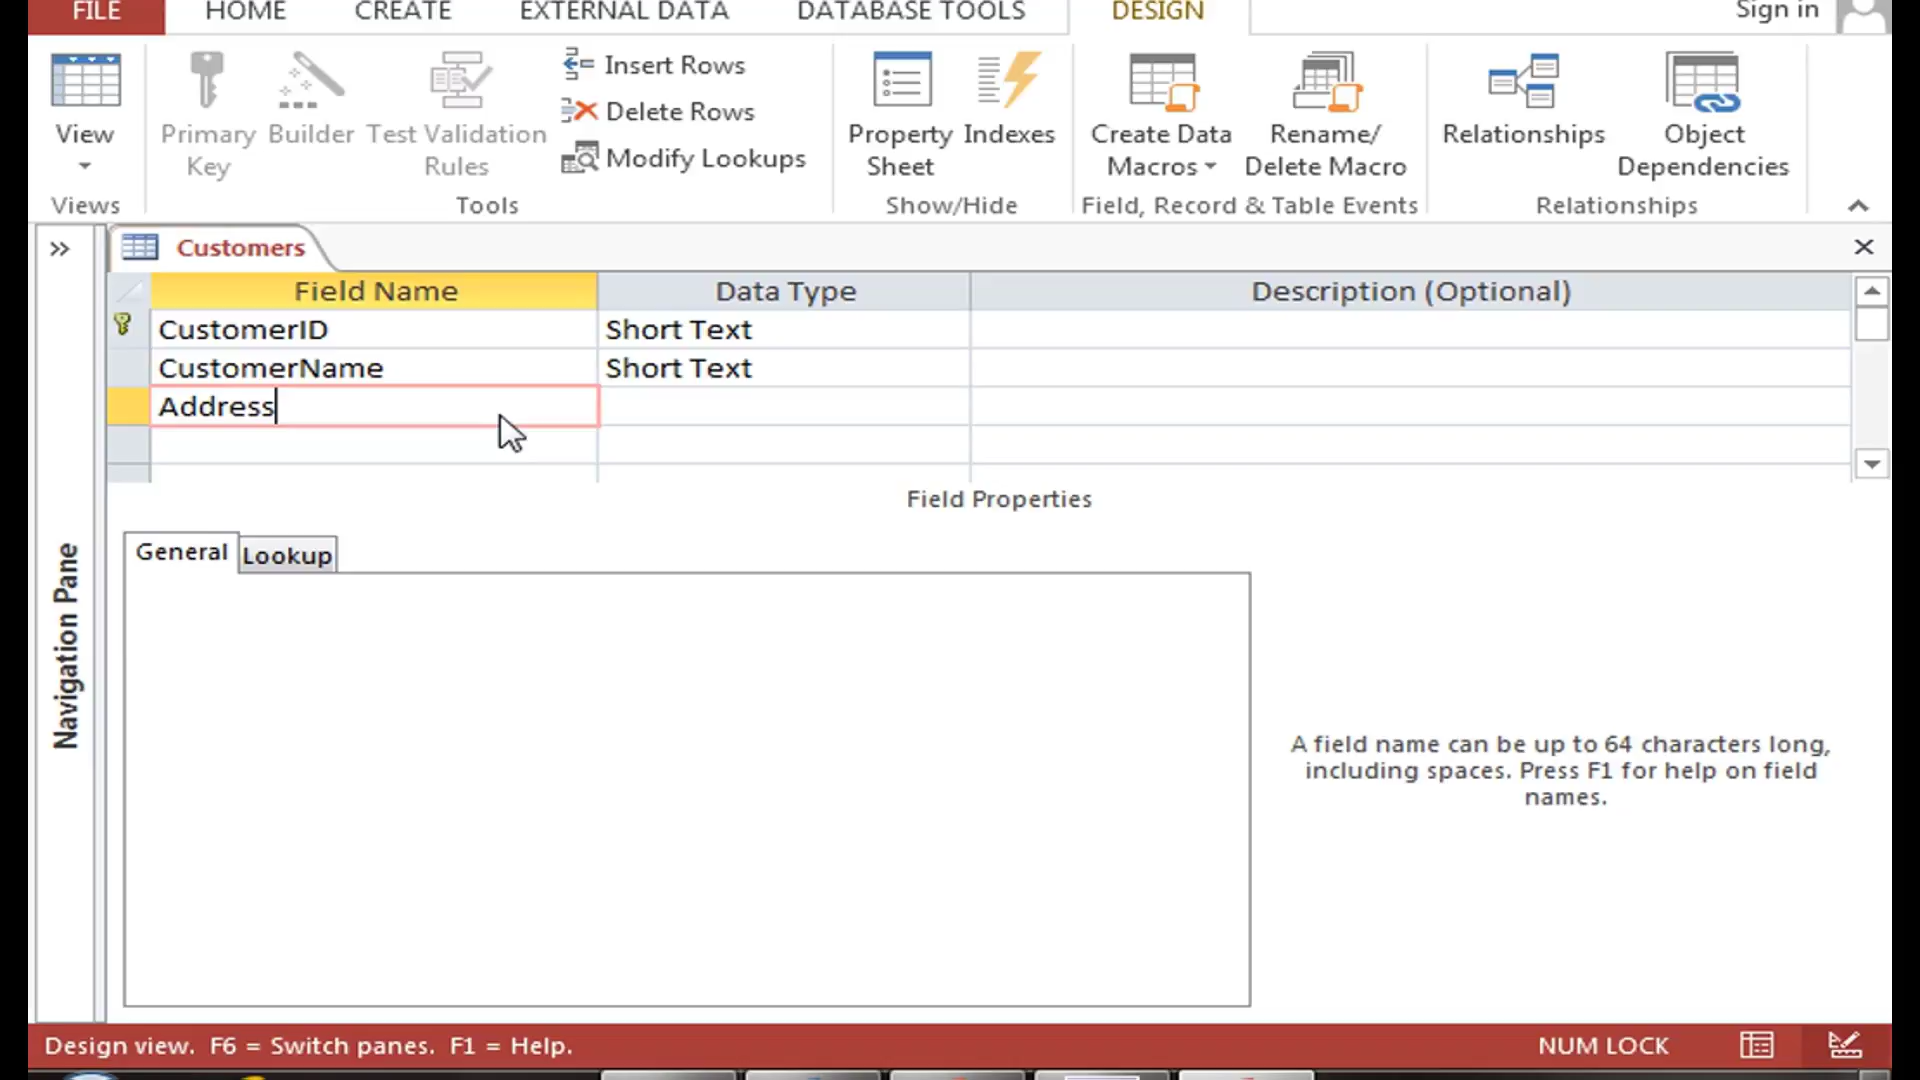 FILE HOME CREATE EXTERNAL DATA DATABASE TOOLS DESIGN Sign in
View
Primary Key
Builder
Test Validation Rules
Insert Rows
Delete Rows
Modify Lookups
Property Sheet
Indexes
Create Data Macros
Rename/ Delete Macro
Relationships
Object Dependencies
Views Tools Show/Hide Field, Record & Table Events Relationships
Customers
Field Name Data Type Description (Optional)
CustomerID Short Text
CustomerName Short Text
Address
Field Properties
General Lookup
Navigation Pane
A field name can be up to 64 characters long,
including spaces. Press F1 for help on field
names.
Design view. F6 = Switch panes. F1 = Help. NUM LOCK